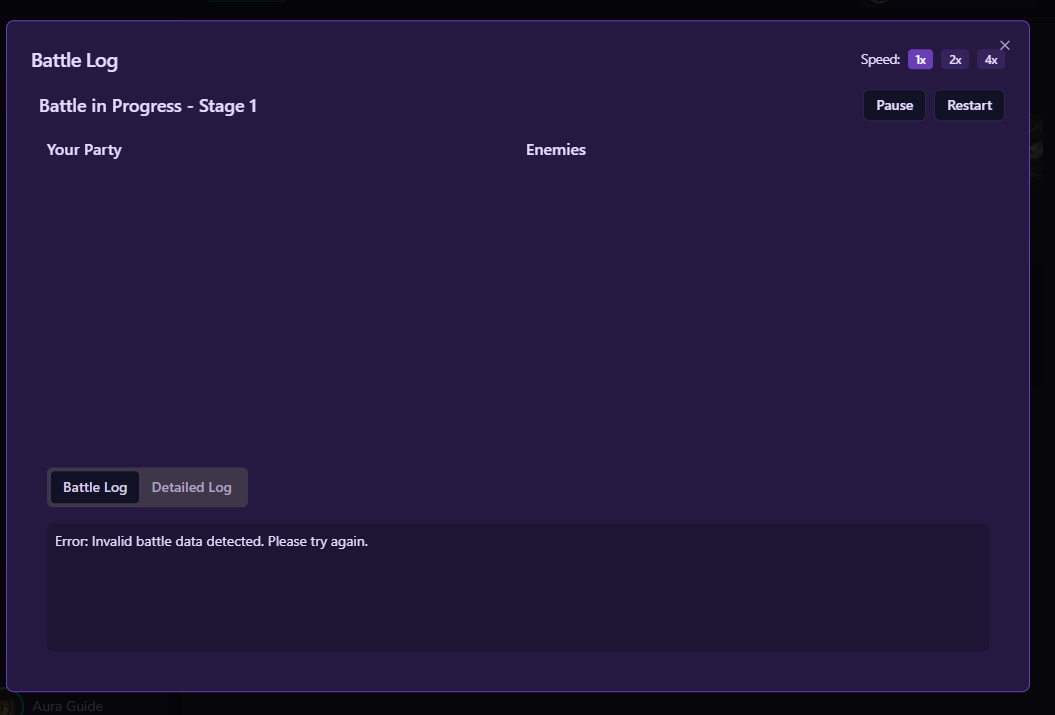 Battle Log
Speed: 1x 2x 4x
Battle in Progress - Stage 1
Pause Restart
Your Party
Enemies
Battle Log Detailed Log
Error: Invalid battle data detected. Please try again.
Aura Guide